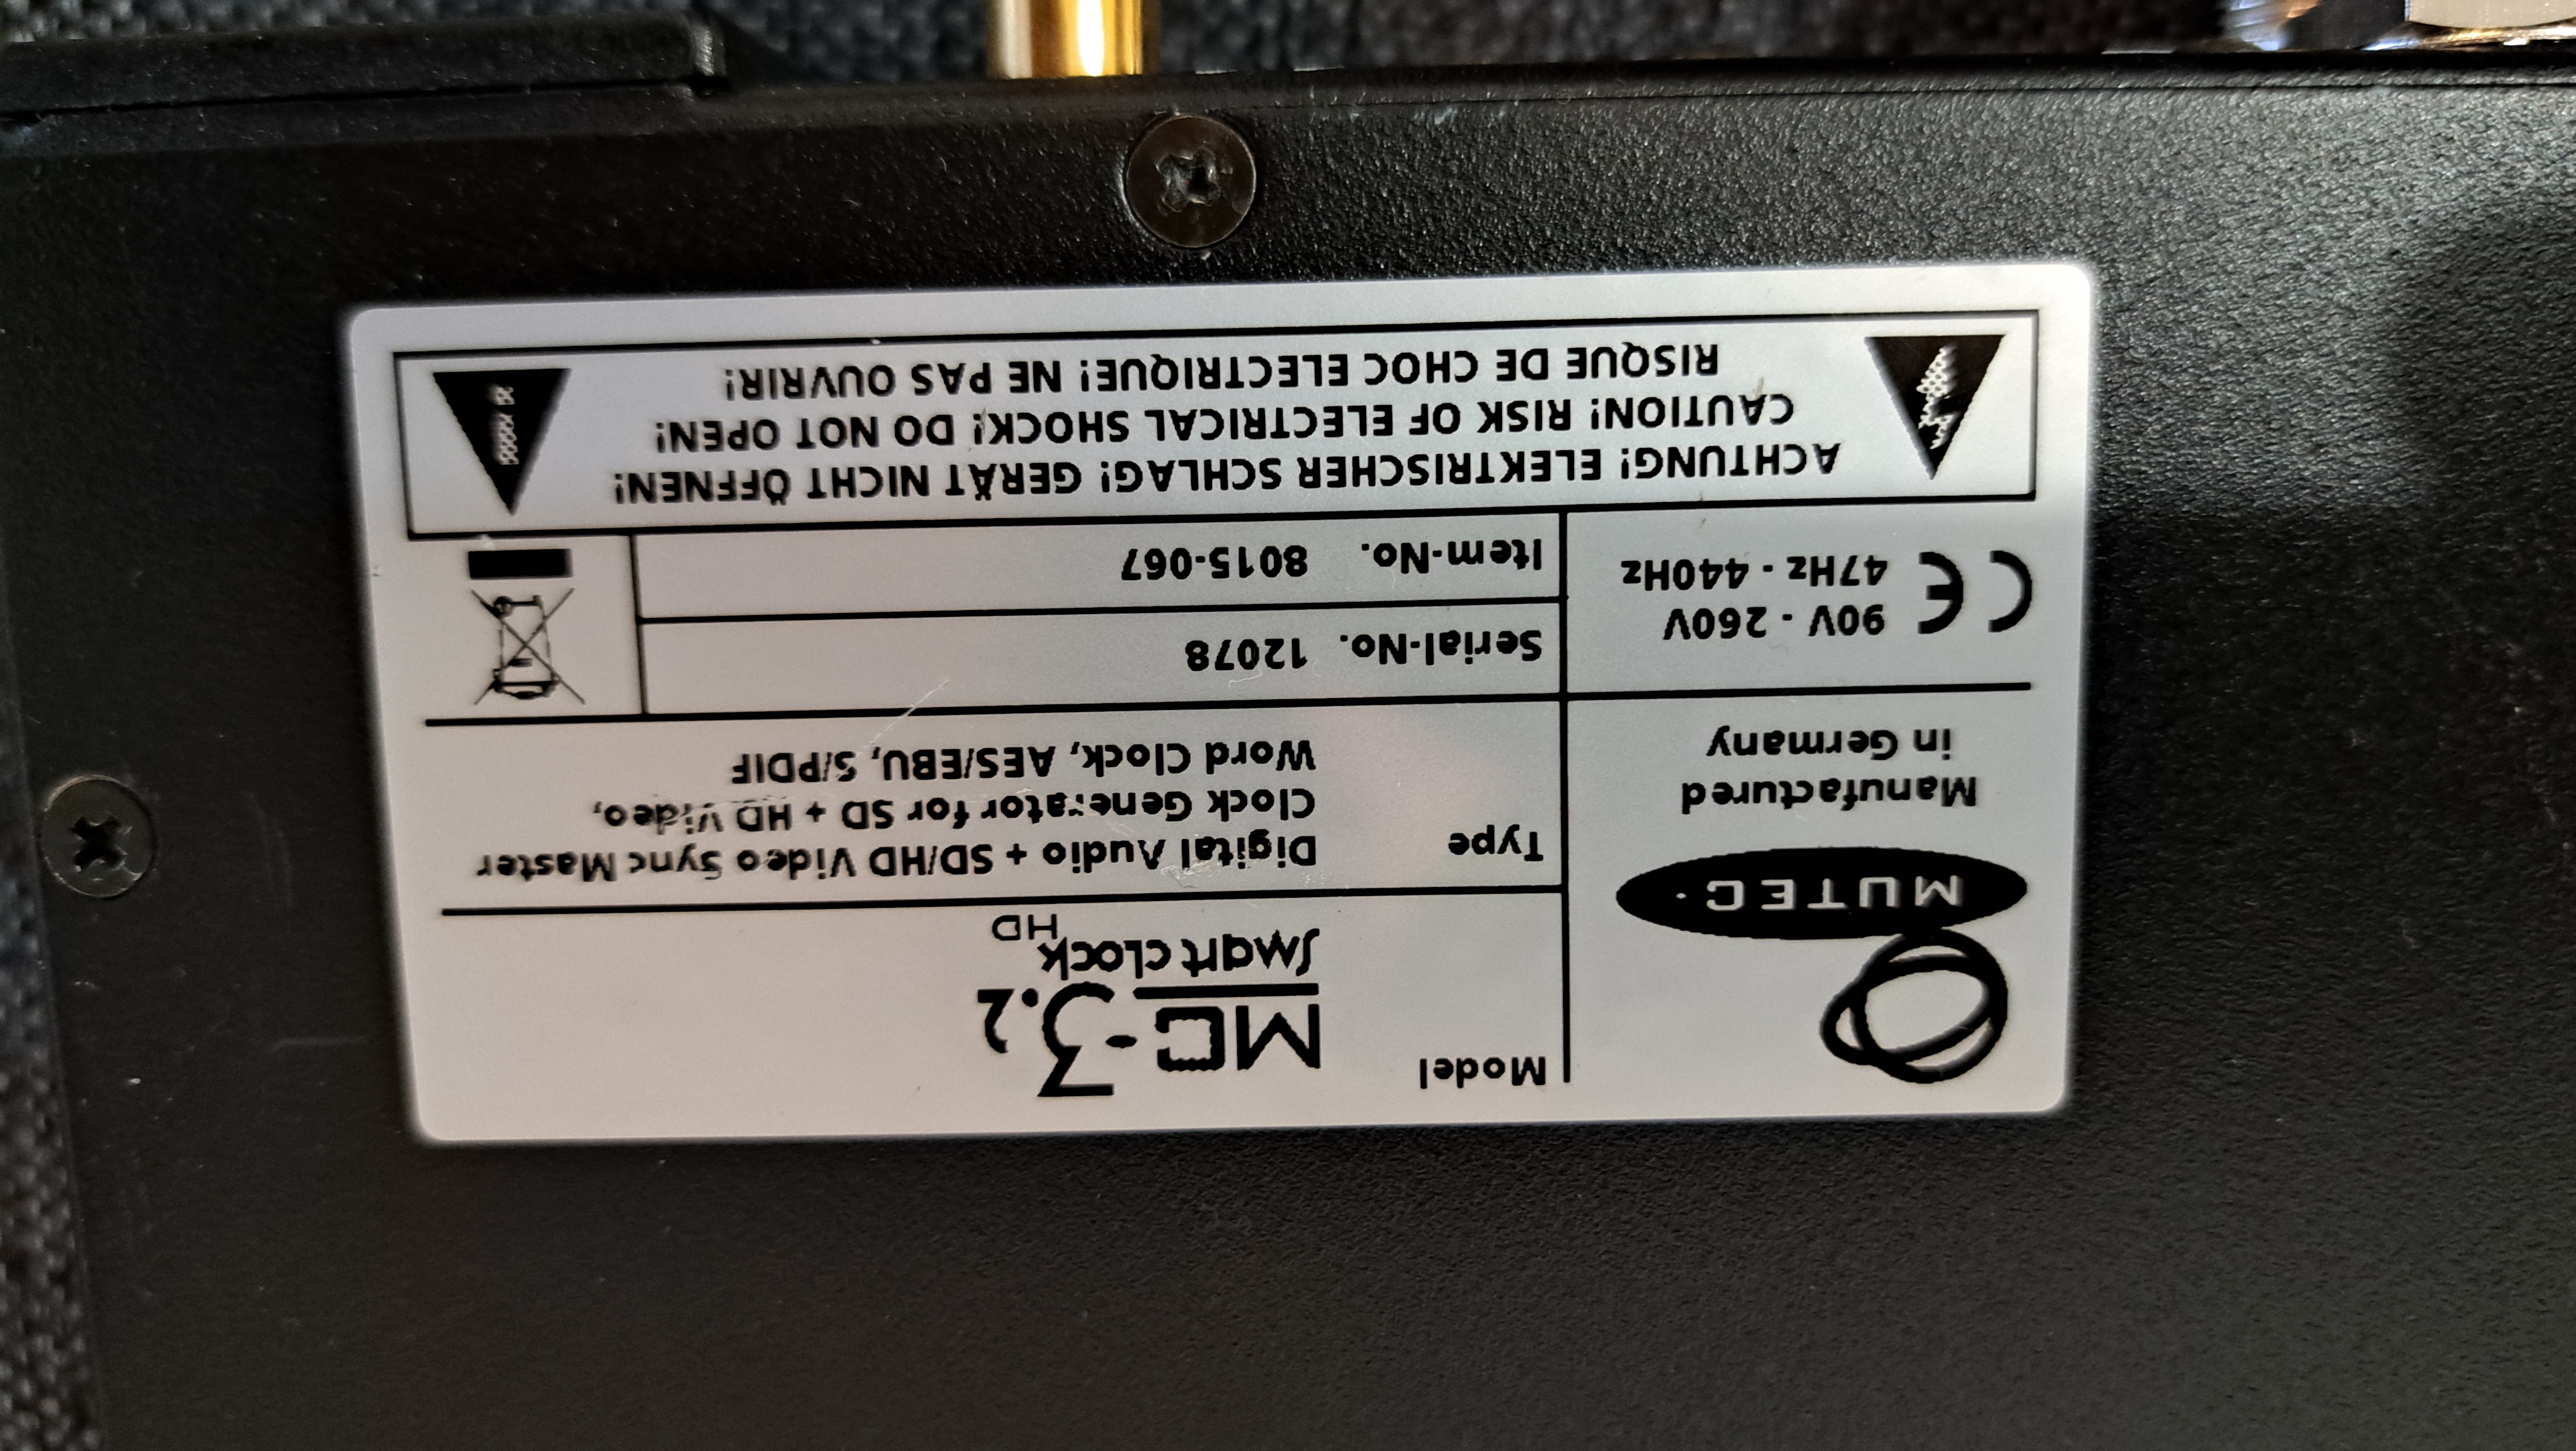 MUTEC
Manufactured
in Germany
90V - 260V
47Hz - 440Hz
CE
Model
MC-3.2
smart clock
HD
Type
Digital Audio + SD/HD Video Sync Master
Clock Generator for SD + HD Video,
Word Clock, AES/EBU, S/PDIF
Serial-No. 12078
Item-No. 8015-067
ACHTUNG! ELEKTRISCHER SCHLAG! GERÄT NICHT ÖFFNEN!
CAUTION! RISK OF ELECTRICAL SHOCK! DO NOT OPEN!
RISQUE DE CHOC ELECTRIQUE! NE PAS OUVRIR!